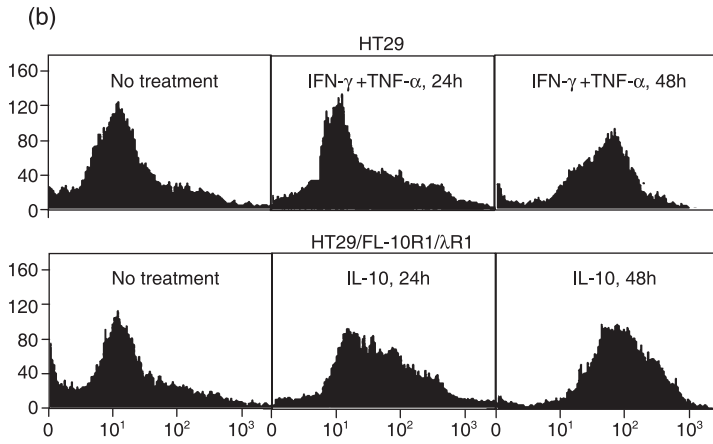 (b)
HT29
No treatment
IFN-γ +TNF-α, 24h
IFN-γ +TNF-α, 48h
160
120
80
40
0
HT29/FL-10R1/λR1
No treatment
IL-10, 24h
IL-10, 48h
160
120
80
40
0
0 10¹ 10² 10³ 0 10¹ 10² 10³ 0 10¹ 10² 10³